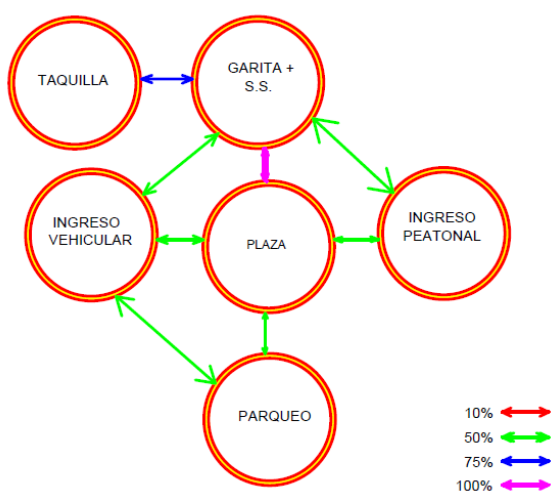 TAQUILLA
GARITA +
S.S.
INGRESO
VEHICULAR
PLAZA
INGRESO
PEATONAL
PARQUEO
10%
50%
75%
100%